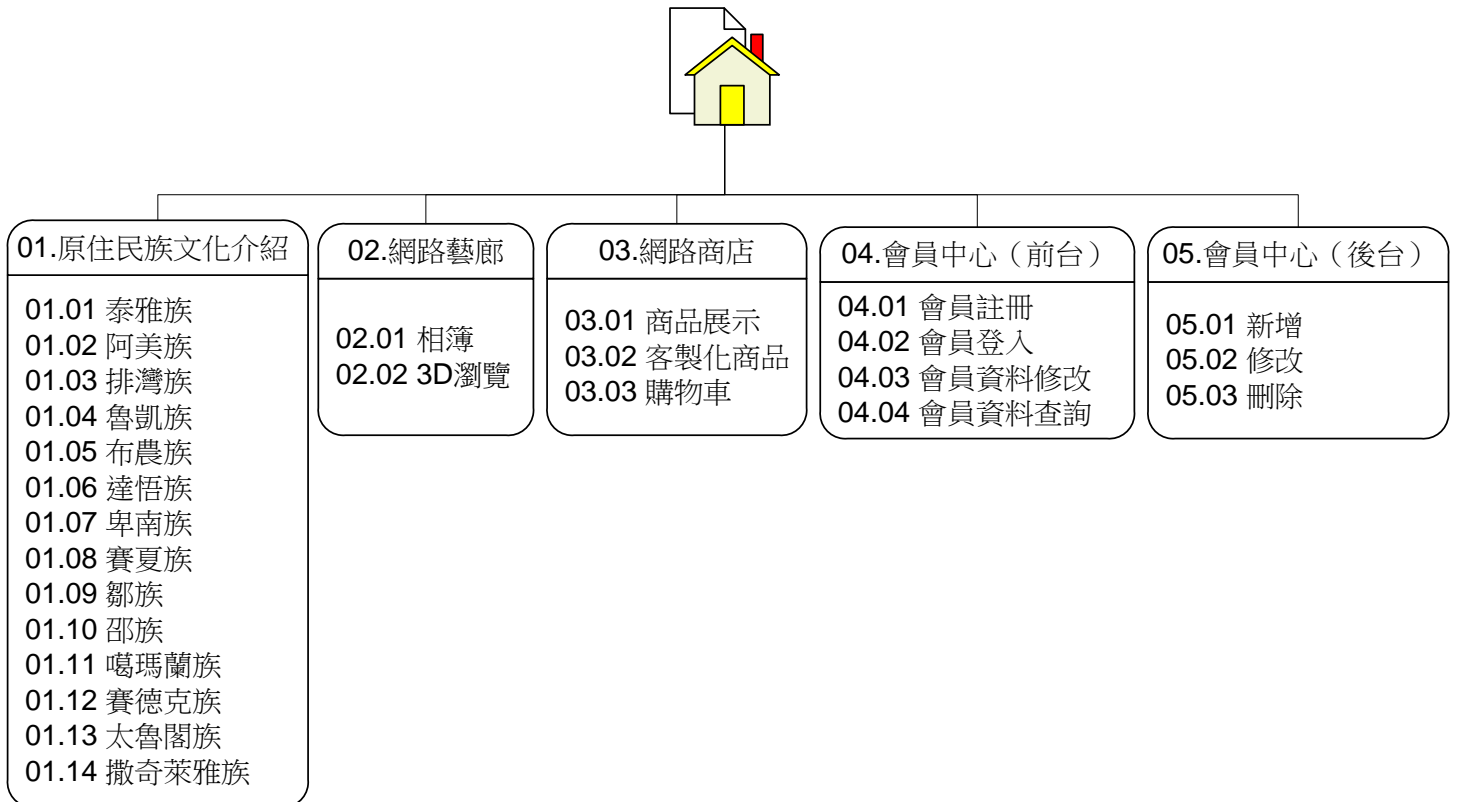 01.原住民族文化介紹
01.01 泰雅族
01.02 阿美族
01.03 排灣族
01.04 魯凱族
01.05 布農族
01.06 達悟族
01.07 卑南族
01.08 賽夏族
01.09 鄒族
01.10 邵族
01.11 噶瑪蘭族
01.12 賽德克族
01.13 太魯閣族
01.14 撒奇萊雅族
02.網路藝廊
02.01 相簿
02.02 3D瀏覽
03.網路商店
03.01 商品展示
03.02 客製化商品
03.03 購物車
04.會員中心（前台）
04.01 會員註冊
04.02 會員登入
04.03 會員資料修改
04.04 會員資料查詢
05.會員中心（後台）
05.01 新增
05.02 修改
05.03 刪除